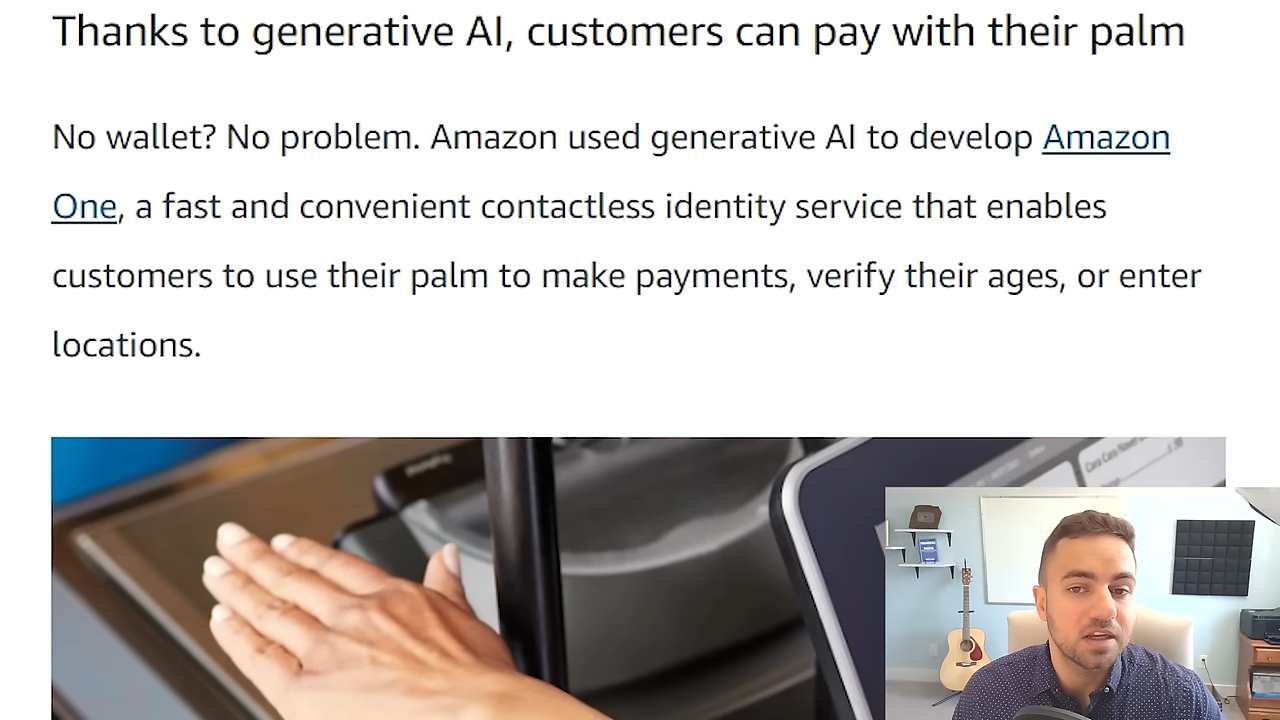 Thanks to generative AI, customers can pay with their palm
No wallet? No problem. Amazon used generative AI to develop Amazon
One, a fast and convenient contactless identity service that enables
customers to use their palm to make payments, verify their ages, or enter
locations.